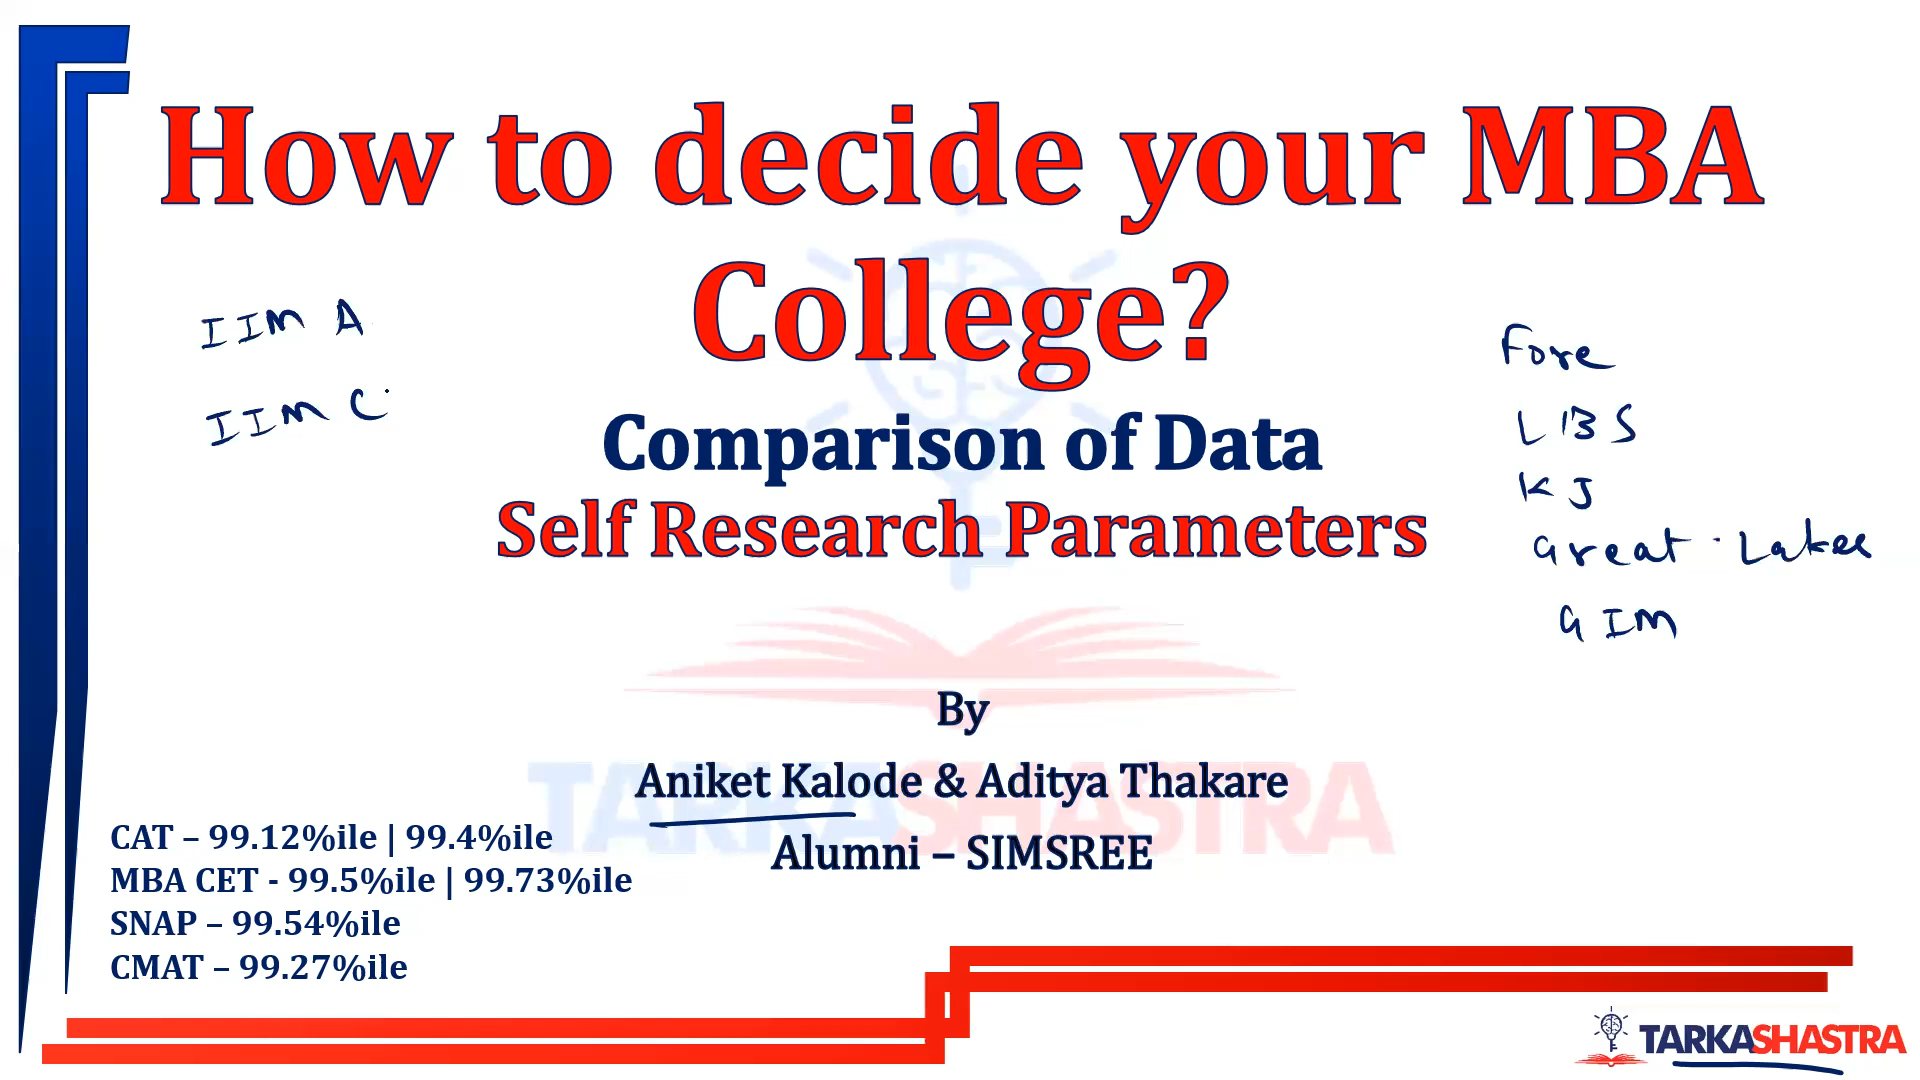 How to decide your MBA
College?
Comparison of Data
Self Research Parameters
IIM A
IIM C
Fore
LBS
KJ
Great Lakes
GIM
By
Aniket Kalode & Aditya Thakare
Alumni – SIMSREE
TARKASHASTRA
CAT – 99.12%ile | 99.4%ile
MBA CET - 99.5%ile | 99.73%ile
SNAP – 99.54%ile
CMAT – 99.27%ile
TARKASHASTRA